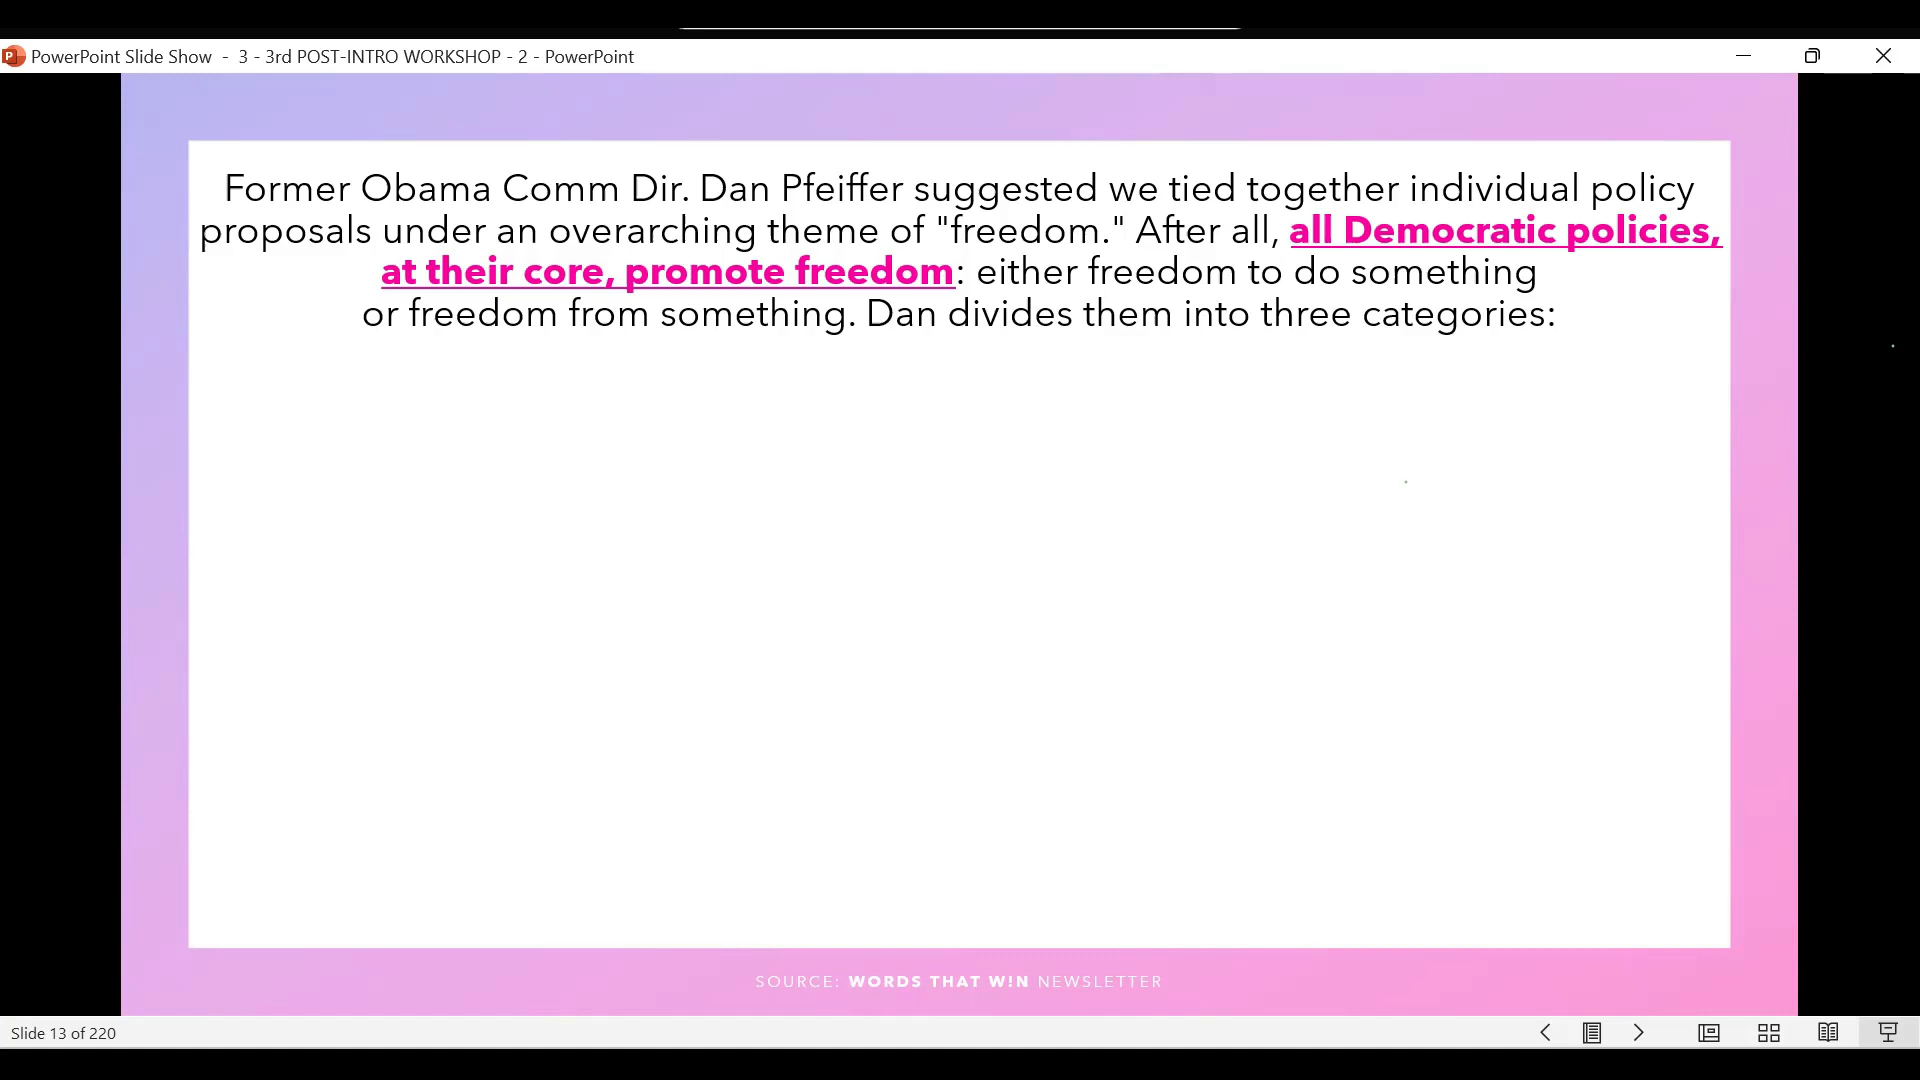 PowerPoint Slide Show - 3 - 3rd POST-INTRO WORKSHOP - 2 - PowerPoint
Former Obama Comm Dir. Dan Pfeiffer suggested we tied together individual policy
proposals under an overarching theme of "freedom." After all, all Democratic policies,
at their core, promote freedom: either freedom to do something
or freedom from something. Dan divides them into three categories:
SOURCE: WORDS THAT W!N NEWSLETTER
Slide 13 of 220